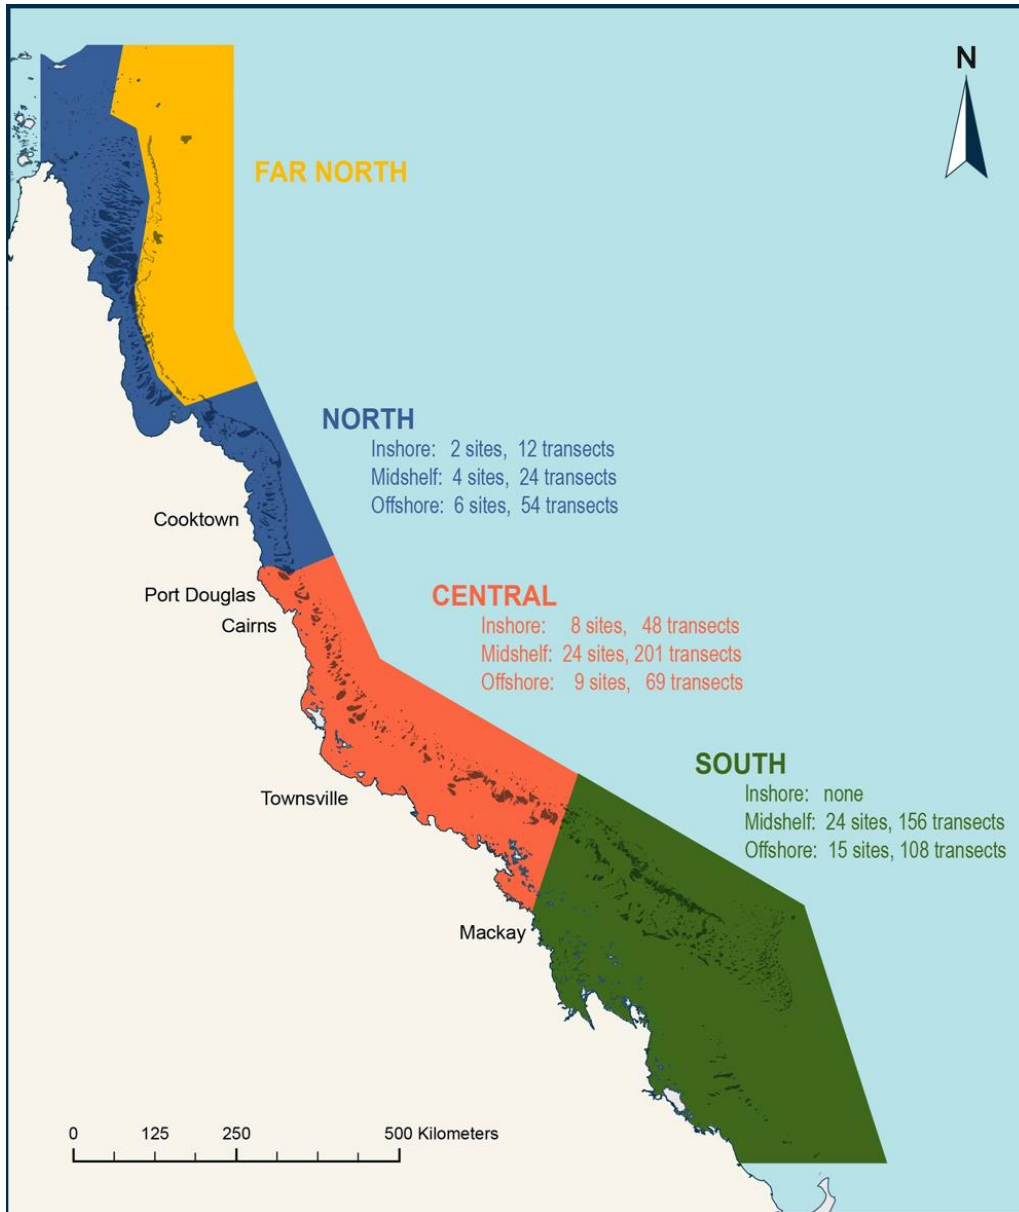 N
FAR NORTH
NORTH
Inshore: 2 sites, 12 transects
Midshelf: 4 sites, 24 transects
Offshore: 6 sites, 54 transects
Cooktown
CENTRAL
Port Douglas
Inshore: 8 sites, 48 transects
Cairns
Midshelf: 24 sites, 201 transects
Offshore: 9 sites, 69 transects
SOUTH
Townsville
Inshore: none
Midshelf: 24 sites, 156 transects
Offshore: 15 sites, 108 transects
Mackay
0 125 250 500 Kilometers